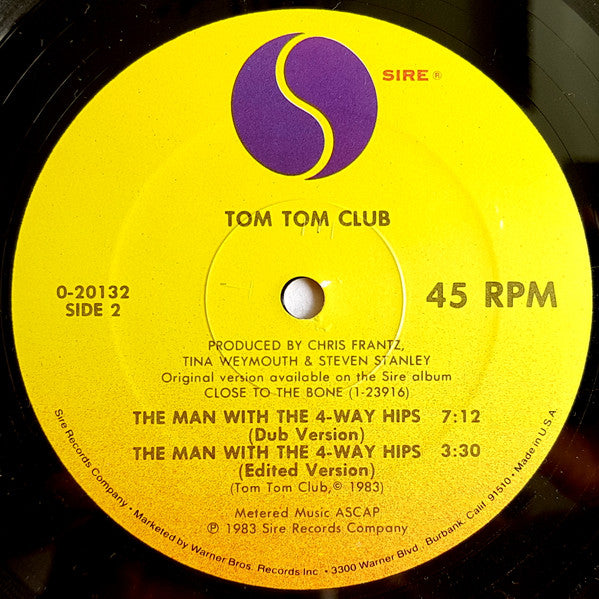 SIRE ®
TOM TOM CLUB
0-20132
SIDE 2
45 RPM
PRODUCED BY CHRIS FRANTZ,
TINA WEYMOUTH & STEVEN STANLEY
Original version available on the Sire album
CLOSE TO THE BONE (1-23916)
THE MAN WITH THE 4-WAY HIPS 7:12
(Dub Version)
THE MAN WITH THE 4-WAY HIPS 3:30
(Edited Version)
(Tom Tom Club,© 1983)
Metered Music ASCAP
℗ 1983 Sire Records Company
Sire Records Company • Marketed by Warner Bros. Records Inc • 3300 Warner Blvd. Burbank. Calif. 91510 • Made in U.S.A.